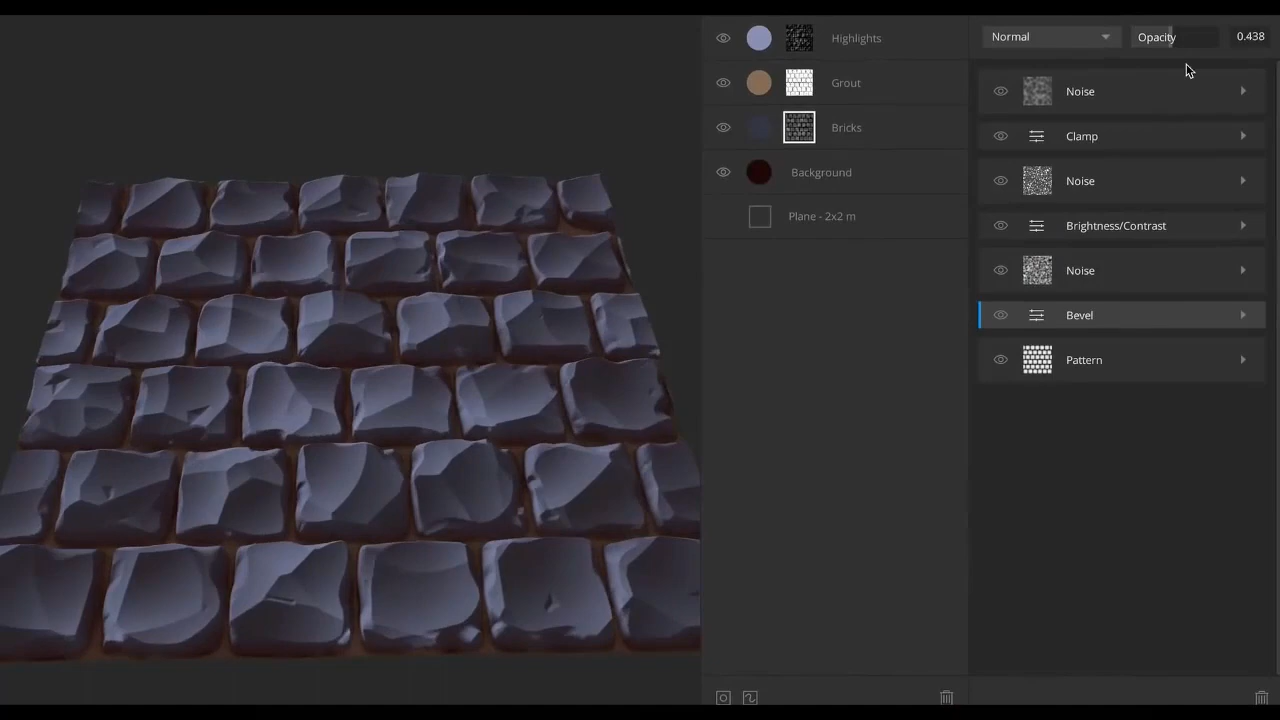 Highlights
Grout
Bricks
Background
Plane - 2x2 m
Normal
Opacity
0.438
Noise
Clamp
Noise
Brightness/Contrast
Noise
Bevel
Pattern